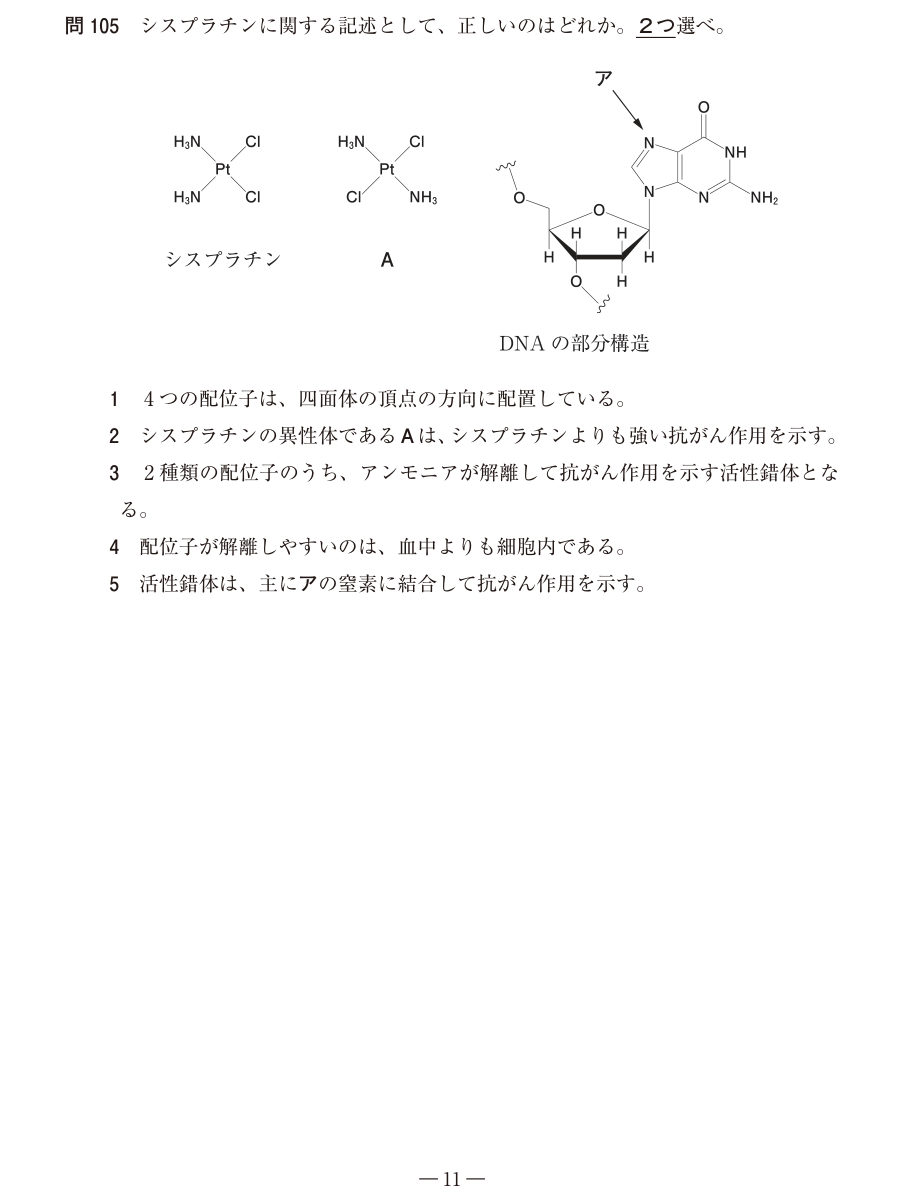 問 105 シスプラチンに関する記述として、正しいのはどれか。2つ選べ。
ア
H3N Cl H3N Cl O
Pt Pt N NH
H3N Cl Cl NH3 N N NH2
O O
H H
シスプラチン A H H H
O H
DNA の部分構造
1 4つの配位子は、四面体の頂点の方向に配置している。
2 シスプラチンの異性体であるAは、シスプラチンよりも強い抗がん作用を示す。
3 2種類の配位子のうち、アンモニアが解離して抗がん作用を示す活性錯体とな
る。
4 配位子が解離しやすいのは、血中よりも細胞内である。
5 活性錯体は、主にアの窒素に結合して抗がん作用を示す。
— 11 —